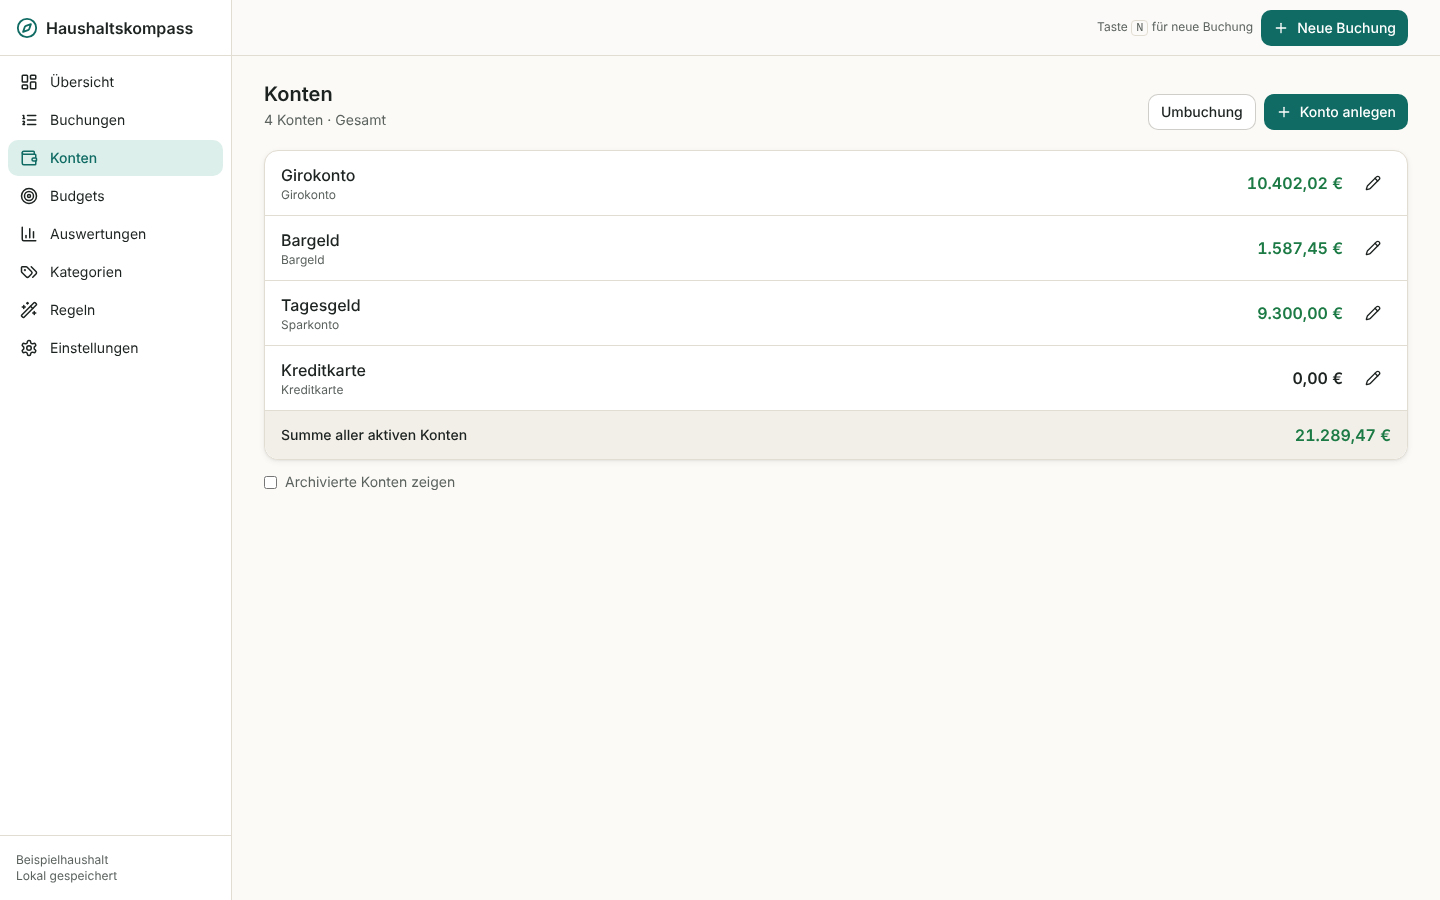 Haushaltskompass
Taste N für neue Buchung
Neue Buchung
Übersicht
Buchungen
Konten
Budgets
Auswertungen
Kategorien
Regeln
Einstellungen
Beispielhaushalt
Lokal gespeichert
Konten
4 Konten · Gesamt
Umbuchung
Konto anlegen
Girokonto
Girokonto
10.402,02 €
Bargeld
Bargeld
1.587,45 €
Tagesgeld
Sparkonto
9.300,00 €
Kreditkarte
Kreditkarte
0,00 €
Summe aller aktiven Konten
21.289,47 €
Archivierte Konten zeigen